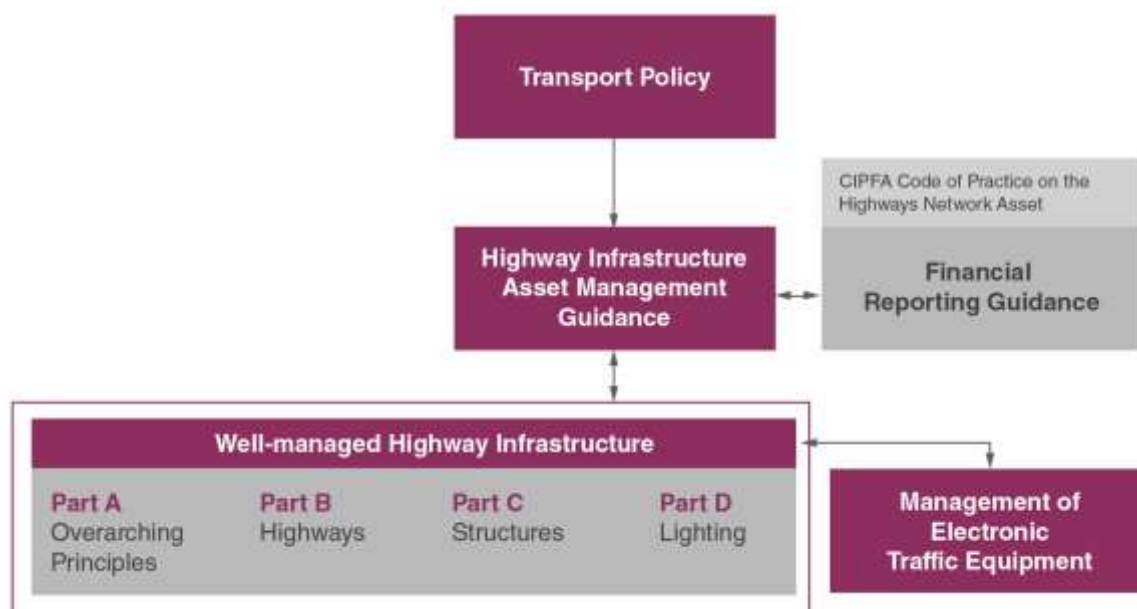 Transport Policy
CIPFA Code of Practice on the
Highways Network Asset
Highway Infrastructure
Asset Management
Guidance
Financial
Reporting Guidance
Well-managed Highway Infrastructure
Part A
Overarching
Principles
Part B
Highways
Part C
Structures
Part D
Lighting
Management of
Electronic
Traffic Equipment